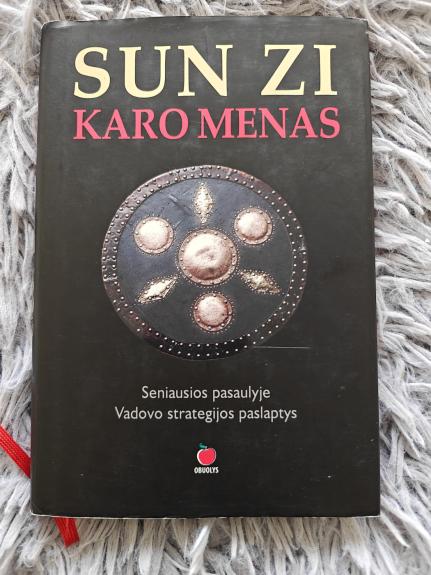 SUN ZI
KARO MENAS
Seniausios pasaulyje
Vadovo strategijos paslaptys
OBUOLYS